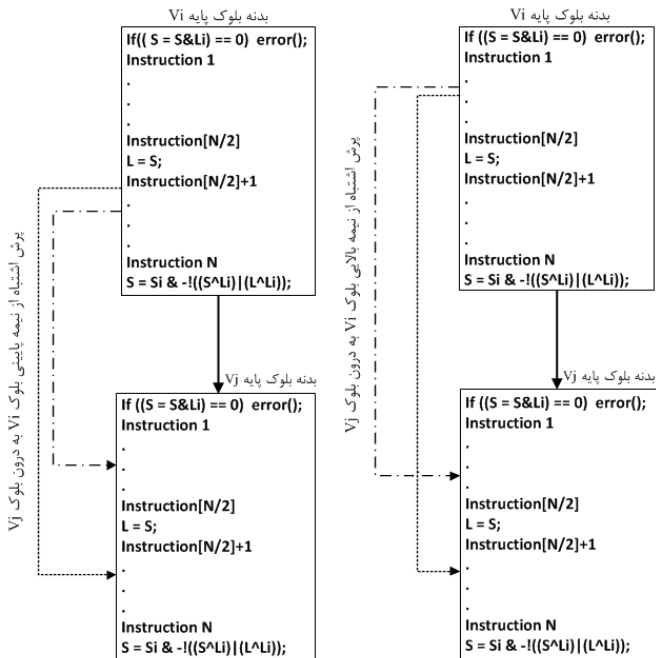 بدنه بلوک پایه Vi
If(( S = S&Li) == 0) error();
Instruction 1
.
.
.
Instruction[N/2]
L = S;
Instruction[N/2]+1
.
.
.
Instruction N
S = Si & -!((S^Li)|(L^Li));
پرش اشتباه از نیمه پایینی بلوک Vi به درون بلوک Vj
بدنه بلوک پایه Vj
If ((S = S&Li) == 0) error();
Instruction 1
.
.
.
Instruction[N/2]
L = S;
Instruction[N/2]+1
.
.
.
Instruction N
S = Si & -!((S^Li)|(L^Li));
بدنه بلوک پایه Vi
If ((S = S&Li) == 0) error();
Instruction 1
.
.
.
Instruction[N/2]
L = S;
Instruction[N/2]+1
.
.
.
Instruction N
S = Si & -!((S^Li)|(L^Li));
پرش اشتباه از نیمه بالایی بلوک Vi به درون بلوک Vj
بدنه بلوک پایه Vj
If ((S = S&Li) == 0) error();
Instruction 1
.
.
.
Instruction[N/2]
L = S;
Instruction[N/2]+1
.
.
.
Instruction N
S = Si & -!((S^Li)|(L^Li));